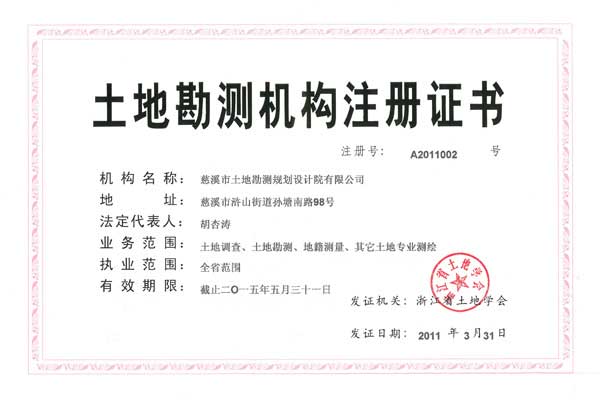 土地勘测机构注册证书
注册号： A2011002 号
机构名称： 慈溪市土地勘测规划设计院有限公司
地 址： 慈溪市浒山街道孙塘南路98号
法定代表人： 胡杏涛
业务范围： 土地调查、土地勘测、地籍测量、其它土地专业测绘
执业范围： 全省范围
有效期限： 截止二O一五年五月三十一日
浙江省土地学会
发证机关：浙江省土地学会
发证日期：2011 年 3 月 31 日